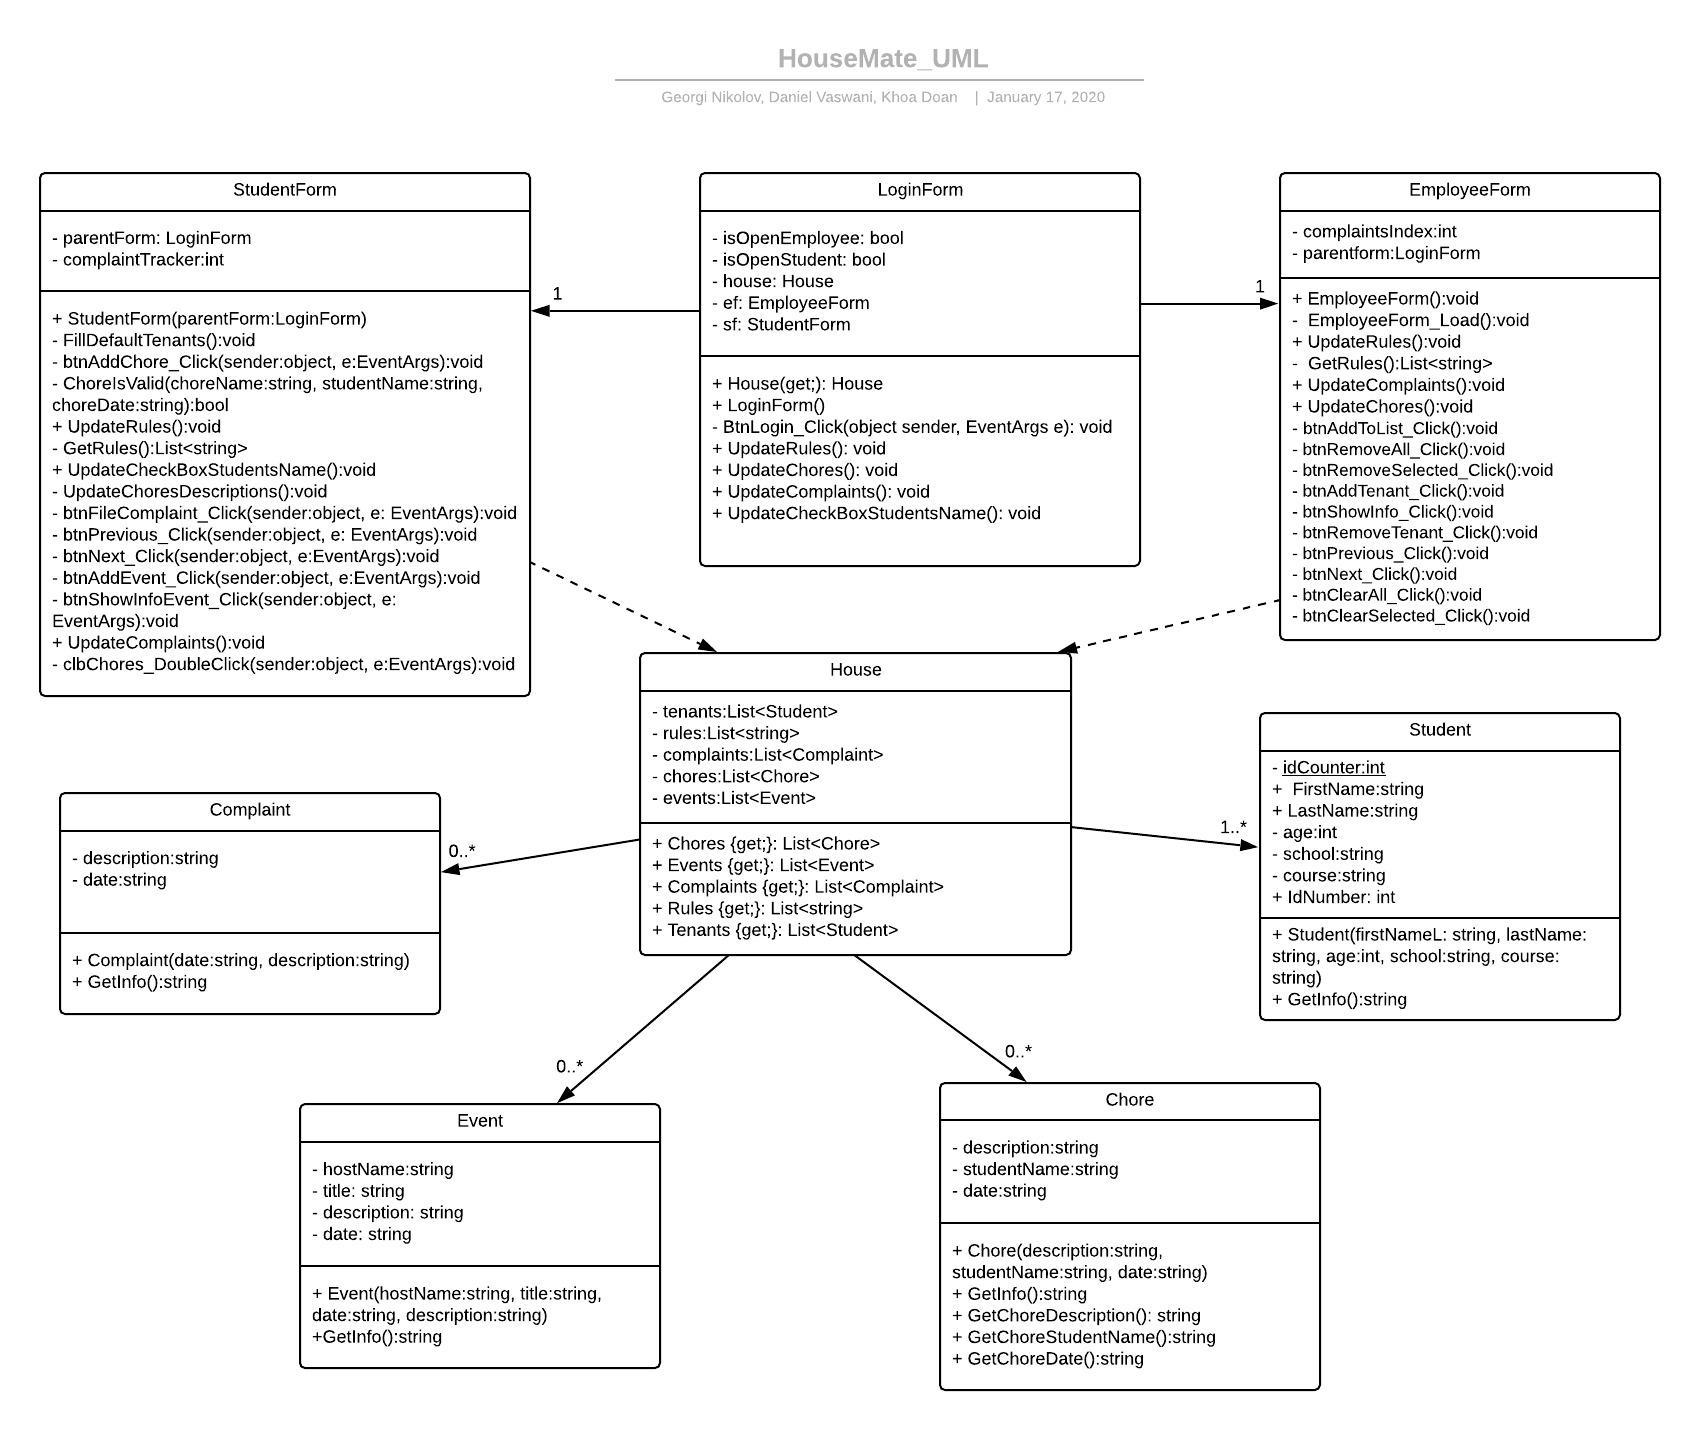 HouseMate_UML
Georgi Nikolov, Daniel Vaswani, Khoa Doan | January 17, 2020
StudentForm
- parentForm: LoginForm
- complaintTracker:int
+ StudentForm(parentForm:LoginForm)
- FillDefaultTenants():void
- btnAddChore_Click(sender:object, e:EventArgs):void
- ChoreIsValid(choreName:string, studentName:string,
choreDate:string):bool
+ UpdateRules():void
- GetRules():List<string>
+ UpdateCheckBoxStudentsName():void
- UpdateChoresDescriptions():void
- btnFileComplaint_Click(sender:object, e: EventArgs):void
- btnPrevious_Click(sender:object, e: EventArgs):void
- btnNext_Click(sender:object, e:EventArgs):void
- btnAddEvent_Click(sender:object, e:EventArgs):void
- btnShowInfoEvent_Click(sender:object, e:
EventArgs):void
+ UpdateComplaints():void
- clbChores_DoubleClick(sender:object, e:EventArgs):void
1
LoginForm
- isOpenEmployee: bool
- isOpenStudent: bool
- house: House
- ef: EmployeeForm
- sf: StudentForm
+ House(get;): House
+ LoginForm()
- BtnLogin_Click(object sender, EventArgs e): void
+ UpdateRules(): void
+ UpdateChores(): void
+ UpdateComplaints(): void
+ UpdateCheckBoxStudentsName(): void
1
EmployeeForm
- complaintsIndex:int
- parentform:LoginForm
+ EmployeeForm():void
- EmployeeForm_Load():void
+ UpdateRules():void
- GetRules():List<string>
+ UpdateComplaints():void
+ UpdateChores():void
- btnAddToList_Click():void
- btnRemoveAll_Click():void
- btnRemoveSelected_Click():void
- btnAddTenant_Click():void
- btnShowInfo_Click():void
- btnRemoveTenant_Click():void
- btnPrevious_Click():void
- btnNext_Click():void
- btnClearAll_Click():void
- btnClearSelected_Click():void
House
- tenants:List<Student>
- rules:List<string>
- complaints:List<Complaint>
- chores:List<Chore>
- events:List<Event>
+ Chores {get;}: List<Chore>
+ Events {get;}: List<Event>
+ Complaints {get;}: List<Complaint>
+ Rules {get;}: List<string>
+ Tenants {get;}: List<Student>
Complaint
- description:string
- date:string
+ Complaint(date:string, description:string)
+ GetInfo():string
0..*
1..*
Student
- idCounter:int
+ FirstName:string
+ LastName:string
- age:int
- school:string
- course:string
+ IdNumber: int
+ Student(firstNameL: string, lastName:
string, age:int, school:string, course:
string)
+ GetInfo():string
0..*
Event
- hostName:string
- title: string
- description: string
- date: string
+ Event(hostName:string, title:string,
date:string, description:string)
+GetInfo():string
0..*
Chore
- description:string
- studentName:string
- date:string
+ Chore(description:string,
studentName:string, date:string)
+ GetInfo():string
+ GetChoreDescription(): string
+ GetChoreStudentName():string
+ GetChoreDate():string